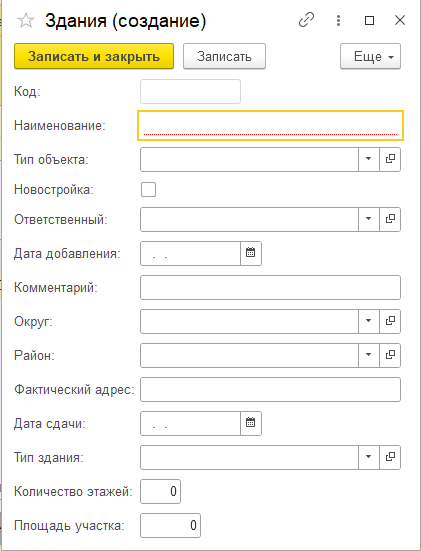 Здания (создание)
Записать и закрыть Записать Еще
Код:
Наименование:
Тип объекта:
Новостройка:
Ответственный:
Дата добавления: . .
Комментарий:
Округ:
Район:
Фактический адрес:
Дата сдачи: . .
Тип здания:
Количество этажей: 0
Площадь участка: 0